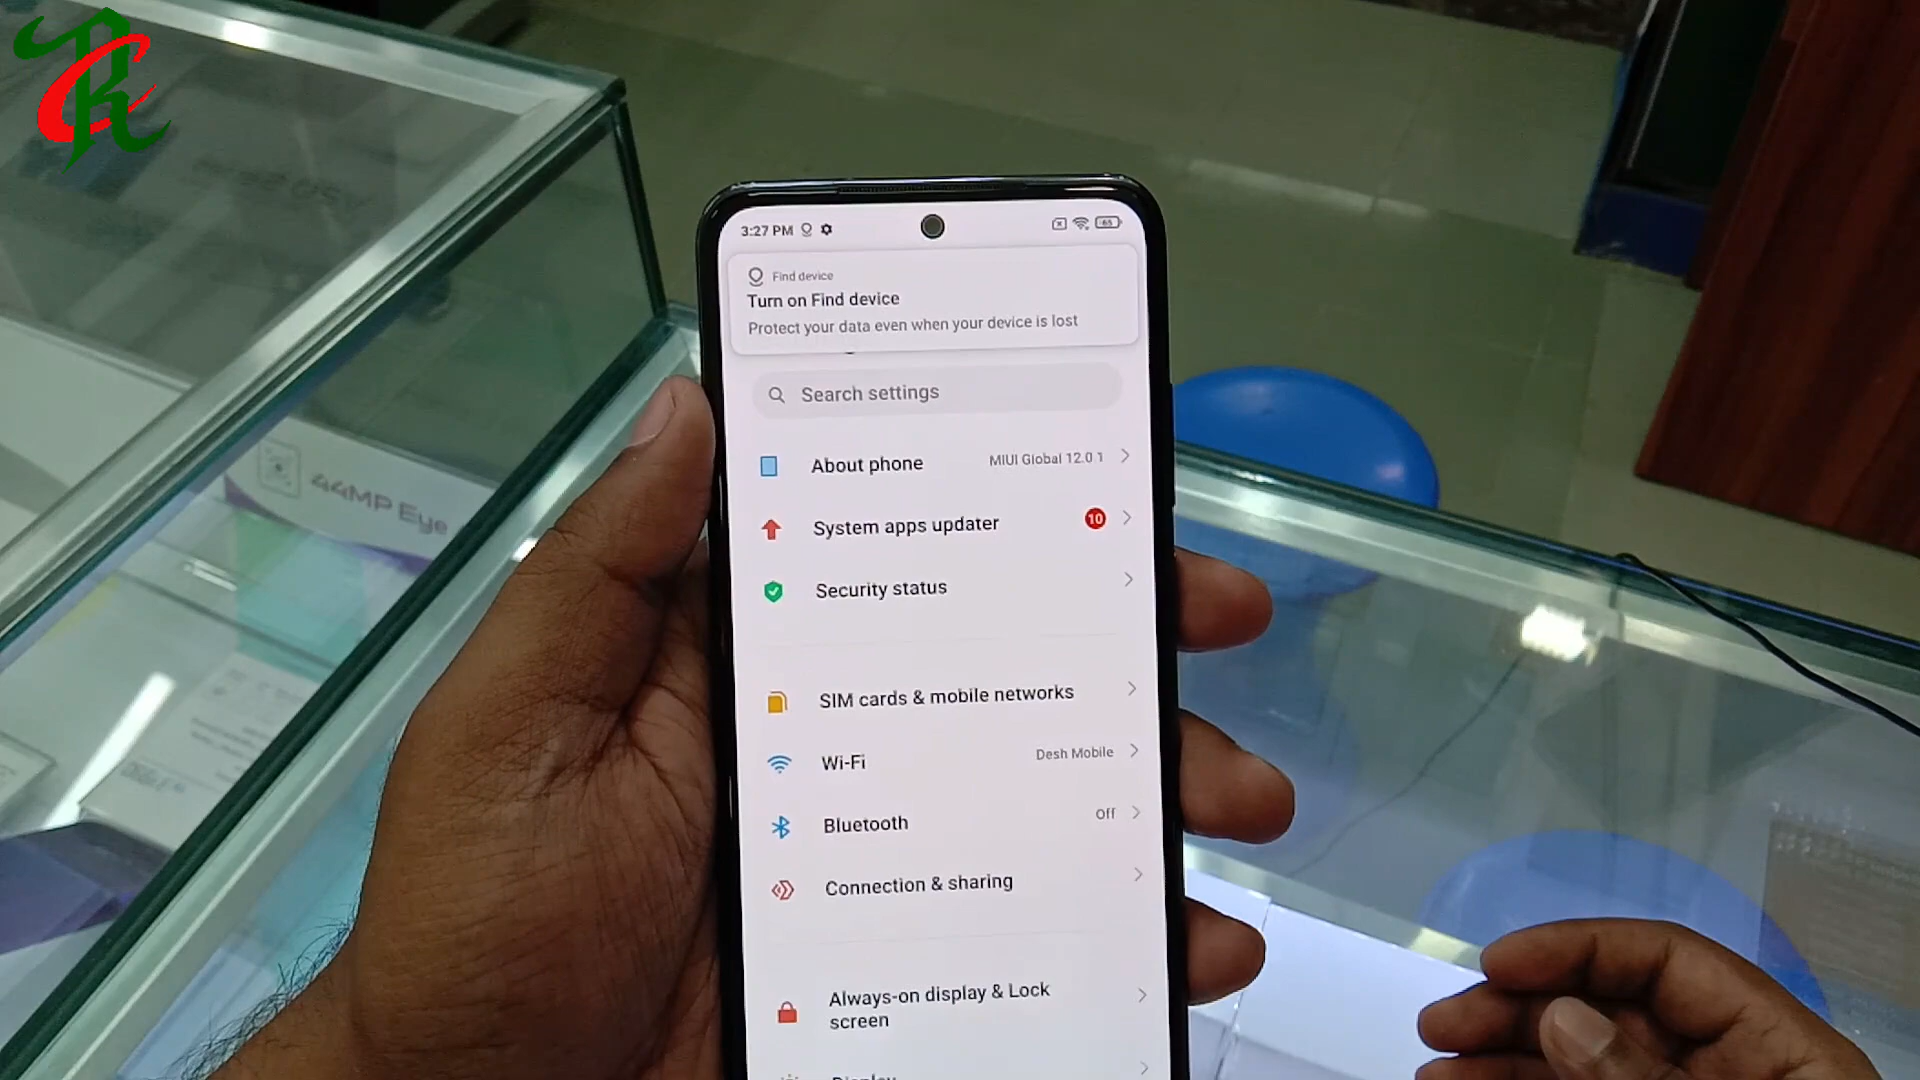 3:27 PM
65
Find device
Turn on Find device
Protect your data even when your device is lost
Search settings
About phone MIUI Global 12.0 1
System apps updater 10
Security status
SIM cards & mobile networks
Wi-Fi Desh Mobile
Bluetooth Off
Connection & sharing
Always-on display & Lock
screen
44MP Eye